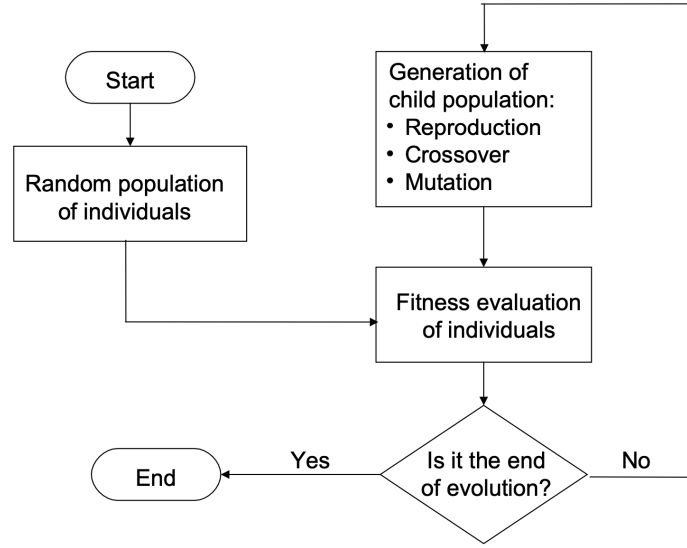 Start
Random population
of individuals
Generation of
child population:
• Reproduction
• Crossover
• Mutation
Fitness evaluation
of individuals
Is it the end
of evolution?
Yes
No
End